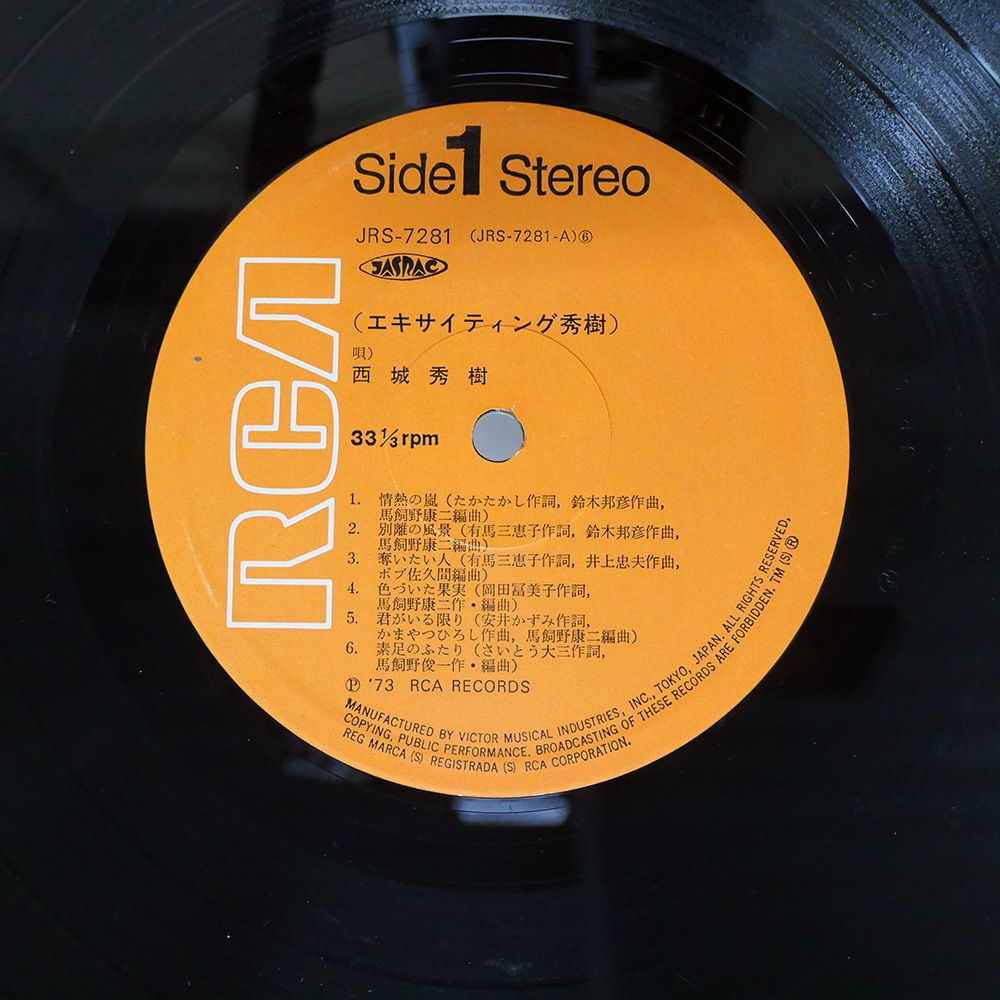 Side 1 Stereo
JRS-7281 (JRS-7281-A)⑥
JASRAC
(エキサイティング秀樹)
唄)
西城秀樹
33 1/3 rpm
RCA
1. 情熱の嵐 (たかたかし作詞, 鈴木邦彦作曲,
馬飼野康二編曲)
2. 別離の風景 (有馬三恵子作詞, 鈴木邦彦作曲,
馬飼野康二編曲)
3. 奪いたい人 (有馬三恵子作詞, 井上忠夫作曲,
ボブ佐久間編曲)
4. 色づいた果実 (岡田冨美子作詞,
馬飼野康二作・編曲)
5. 君がいる限り (安井かずみ作詞,
かまやつひろし作曲, 馬飼野康二編曲)
6. 素足のふたり (さいとう大三作詞,
馬飼野俊一作・編曲)
Ⓟ '73 RCA RECORDS
MANUFACTURED BY VICTOR MUSICAL INDUSTRIES, INC., TOKYO, JAPAN. ALL RIGHTS RESERVED.
COPYING, PUBLIC PERFORMANCE, BROADCASTING OF THESE RECORDS ARE FORBIDDEN. TM (S) ®
REG MARCA (S) REGISTRADA (S) RCA CORPORATION.